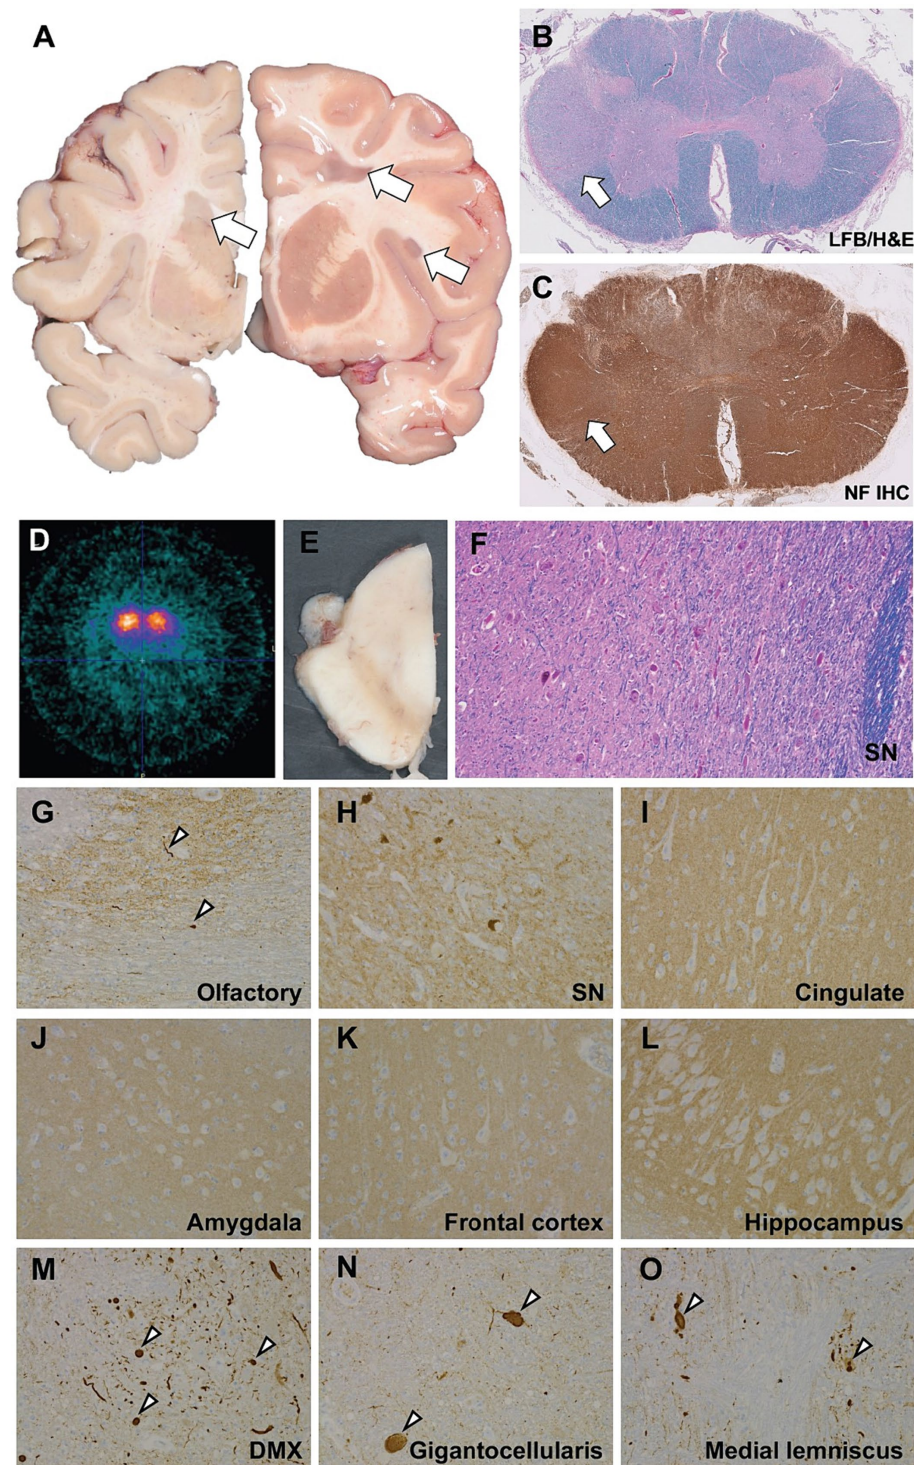 A
B
LFB/H&E
C
NF IHC
D
E
F
SN
G
Olfactory
H
SN
I
Cingulate
J
Amygdala
K
Frontal cortex
L
Hippocampus
M
DMX
N
Gigantocellularis
O
Medial lemniscus